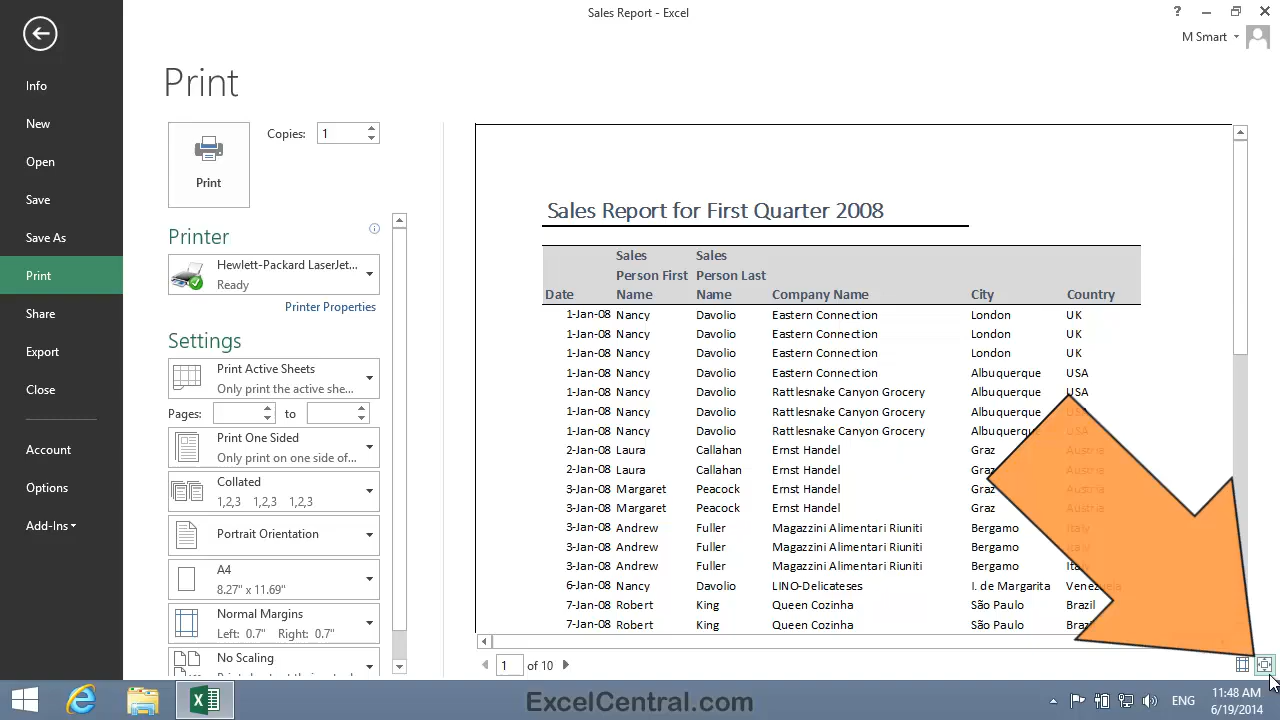 Sales Report - Excel
?
M Smart
Info
New
Open
Save
Save As
Print
Share
Export
Close
Account
Options
Add-Ins
Print
Print
Copies: 1
Printer
Hewlett-Packard LaserJet...
Ready
Printer Properties
Settings
Print Active Sheets
Only print the active she...
Pages: to
Print One Sided
Only print on one side of...
Collated
1,2,3 1,2,3 1,2,3
Portrait Orientation
A4
8.27" x 11.69"
Normal Margins
Left: 0.7" Right: 0.7"
No Scaling
Sales Report for First Quarter 2008
Sales Sales
Person First Person Last
Date Name Name Company Name City Country
1-Jan-08 Nancy Davolio Eastern Connection London UK
1-Jan-08 Nancy Davolio Eastern Connection London UK
1-Jan-08 Nancy Davolio Eastern Connection London UK
1-Jan-08 Nancy Davolio Eastern Connection Albuquerque USA
1-Jan-08 Nancy Davolio Rattlesnake Canyon Grocery Albuquerque USA
1-Jan-08 Nancy Davolio Rattlesnake Canyon Grocery Albuquerque USA
1-Jan-08 Nancy Davolio Rattlesnake Canyon Grocery Albuquerque USA
2-Jan-08 Laura Callahan Ernst Handel Graz Austria
2-Jan-08 Laura Callahan Ernst Handel Graz Austria
3-Jan-08 Margaret Peacock Ernst Handel Graz Austria
3-Jan-08 Margaret Peacock Ernst Handel Graz Austria
3-Jan-08 Andrew Fuller Magazzini Alimentari Riuniti Bergamo Italy
3-Jan-08 Andrew Fuller Magazzini Alimentari Riuniti Bergamo Italy
3-Jan-08 Andrew Fuller Magazzini Alimentari Riuniti Bergamo Italy
6-Jan-08 Nancy Davolio LINO-Delicateses I. de Margarita Venezuela
7-Jan-08 Robert King Queen Cozinha São Paulo Brazil
7-Jan-08 Robert King Queen Cozinha São Paulo Brazil
1 of 10
ExcelCentral.com
ENG
11:48 AM
6/19/2014